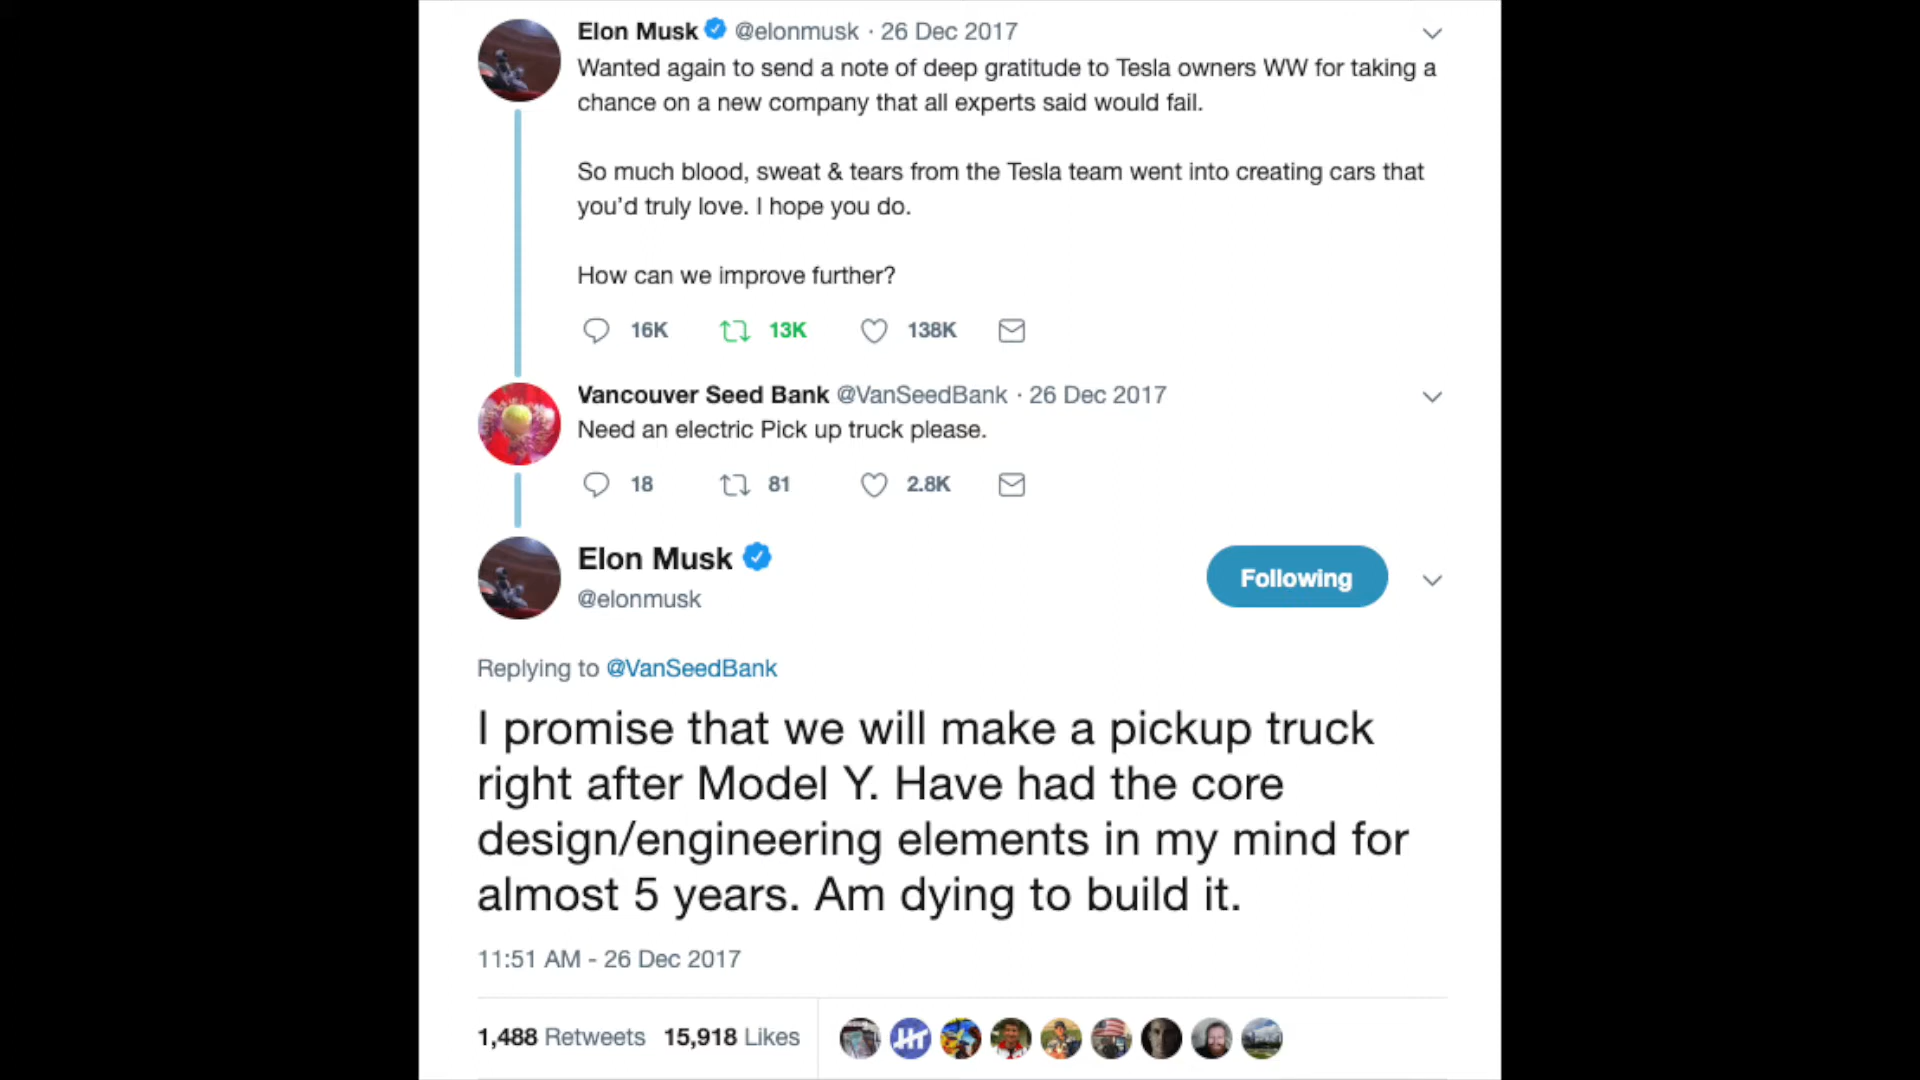 Elon Musk @elonmusk · 26 Dec 2017
Wanted again to send a note of deep gratitude to Tesla owners WW for taking a
chance on a new company that all experts said would fail.
So much blood, sweat & tears from the Tesla team went into creating cars that
you’d truly love. I hope you do.
How can we improve further?
16K 13K 138K
Vancouver Seed Bank @VanSeedBank · 26 Dec 2017
Need an electric Pick up truck please.
18 81 2.8K
Elon Musk
@elonmusk
Following
Replying to @VanSeedBank
I promise that we will make a pickup truck
right after Model Y. Have had the core
design/engineering elements in my mind for
almost 5 years. Am dying to build it.
11:51 AM - 26 Dec 2017
1,488 Retweets 15,918 Likes